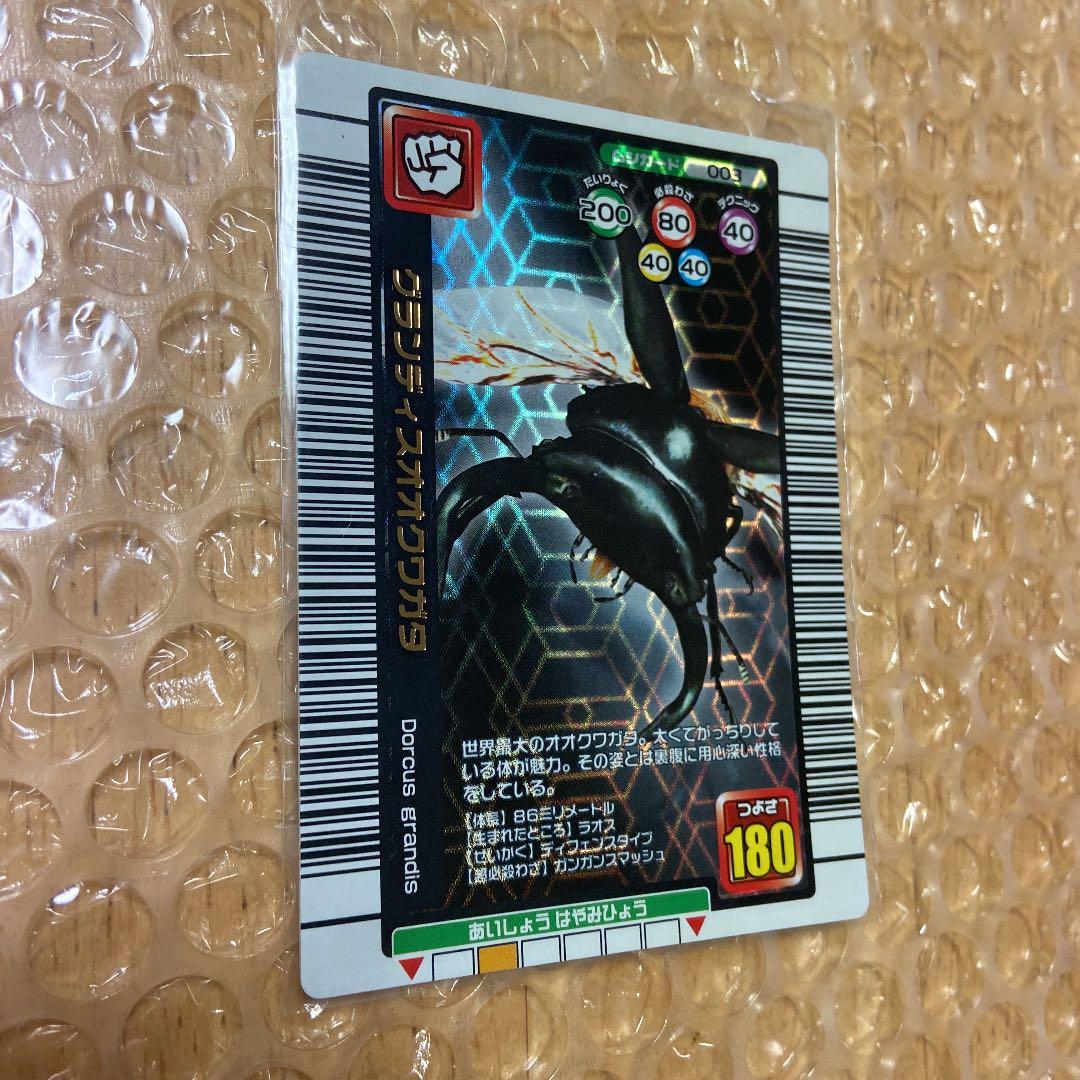 ムシカード 003
たいりょく
200
必殺わざ
80
テクニック
40
40
40
グランディスオオクワガタ
Dorcus grandis
世界最大のオオクワガタ。太くてがっちりして
いる体が魅力。その姿とは裏腹に用心深い性格
をしている。
【体長】86ミリメートル
【生まれたところ】ラオス
【せいかく】ディフェンスタイプ
【超必殺わざ】ガンガンスマッシュ
つよさ
180
あいしょう はやみひょう